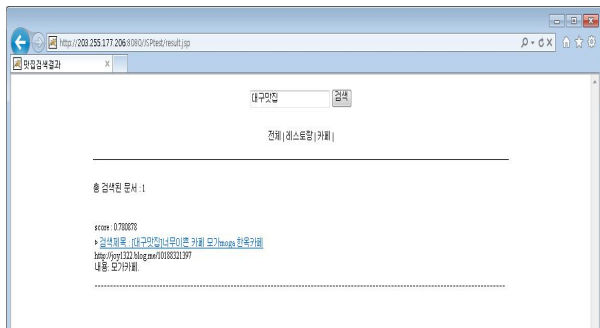 http://203.255.177.206:8080/JSPtest/result.jsp
맛집검색결과
대구맛집 검색
전체 | 레스토랑 | 카페 |
총 검색된 문서 :1
score : 0.780878
검색제목 : [대구맛집]너무이쁜 카페 모가moga 한옥카페
http://joy1322.blog.me/10188321397
내용: 모가카페.